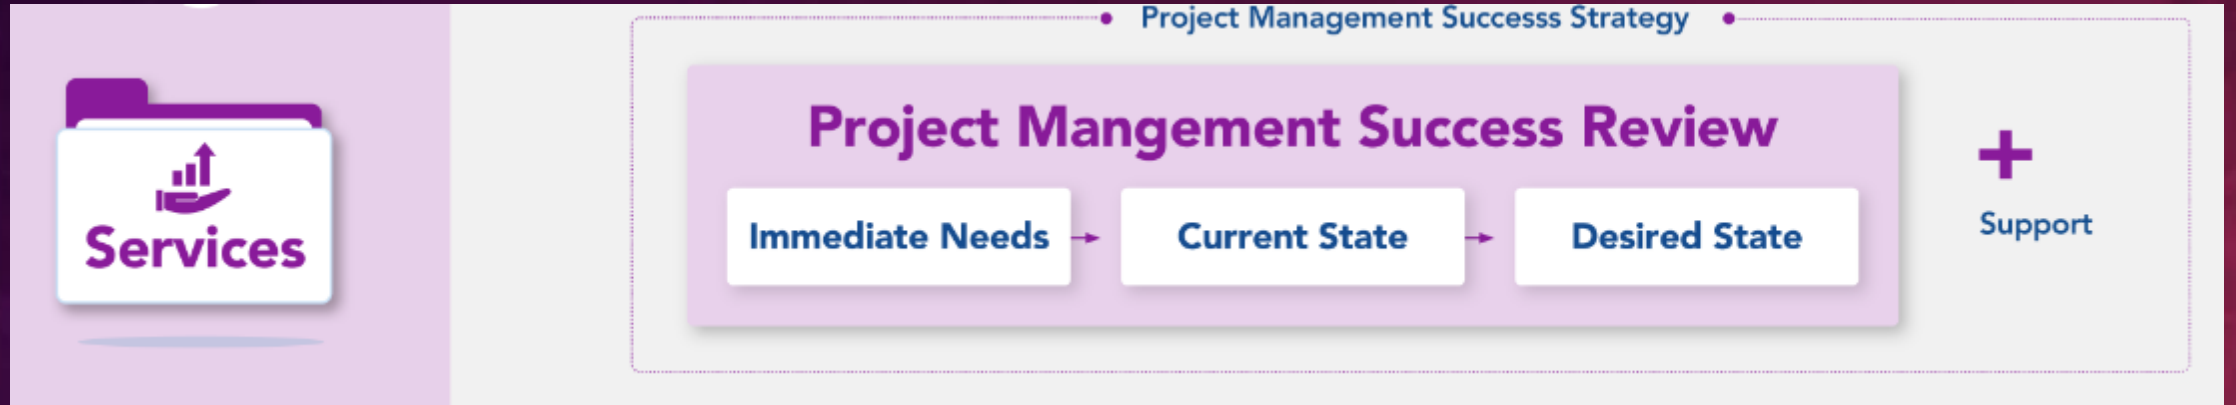 Project Management Successs Strategy
Services
Project Mangement Success Review
Immediate Needs
Current State
Desired State
+
Support